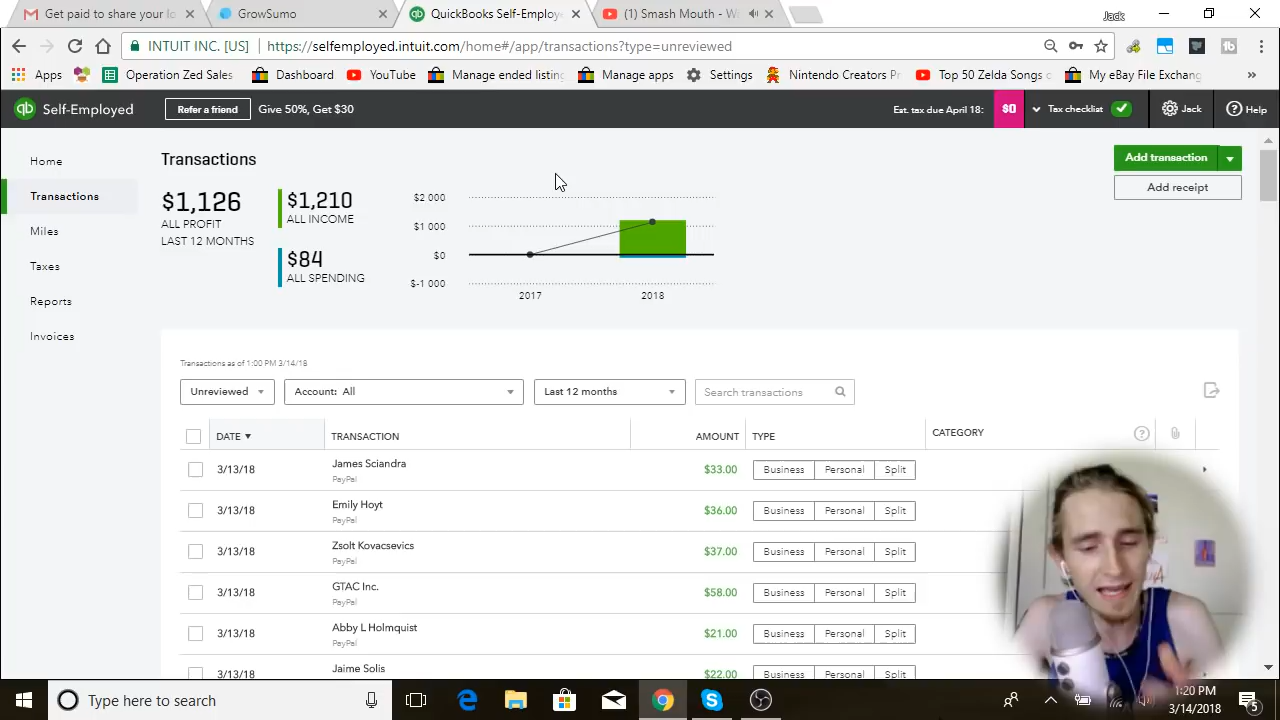 Get paid to share your lo
GrowSumo
QuickBooks Self-Employ
(1) Smash Mouth - W
Jack
INTUIT INC. [US]
https://selfemployed.intuit.com/home#/app/transactions?type=unreviewed
Apps
Operation Zed Sales
Dashboard
YouTube
Manage ended listing
Manage apps
Settings
Nintendo Creators Pr
Top 50 Zelda Songs o
My eBay File Exchang
»
qb Self-Employed
Refer a friend
Give 50%, Get $30
Est. tax due April 18:
$0
Tax checklist
Jack
Help
Home
Transactions
Miles
Taxes
Reports
Invoices
Transactions
Add transaction
Add receipt
$1,126
ALL PROFIT
LAST 12 MONTHS
$1,210
ALL INCOME
$84
ALL SPENDING
$2 000
$1 000
$0
$-1 000
2017 2018
Transactions as of 1:00 PM 3/14/18
Unreviewed
Account: All
Last 12 months
Search transactions
DATE TRANSACTION AMOUNT TYPE CATEGORY
3/13/18 James Sciandra $33.00 Business Personal Split
PayPal
3/13/18 Emily Hoyt $36.00 Business Personal Split
PayPal
3/13/18 Zsolt Kovacsevics $37.00 Business Personal Split
PayPal
3/13/18 GTAC Inc. $58.00 Business Personal Split
PayPal
3/13/18 Abby L Holmquist $21.00 Business Personal Split
PayPal
3/13/18 Jaime Solis $22.00 Business Personal Split
Type here to search
1:20 PM
3/14/2018
5